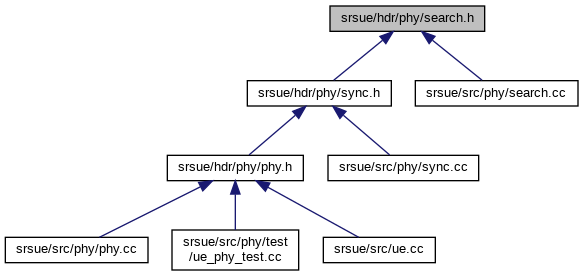 srsue/hdr/phy/search.h
srsue/hdr/phy/sync.h
srsue/src/phy/search.cc
srsue/hdr/phy/phy.h
srsue/src/phy/sync.cc
srsue/src/phy/phy.cc
srsue/src/phy/test
/ue_phy_test.cc
srsue/src/ue.cc